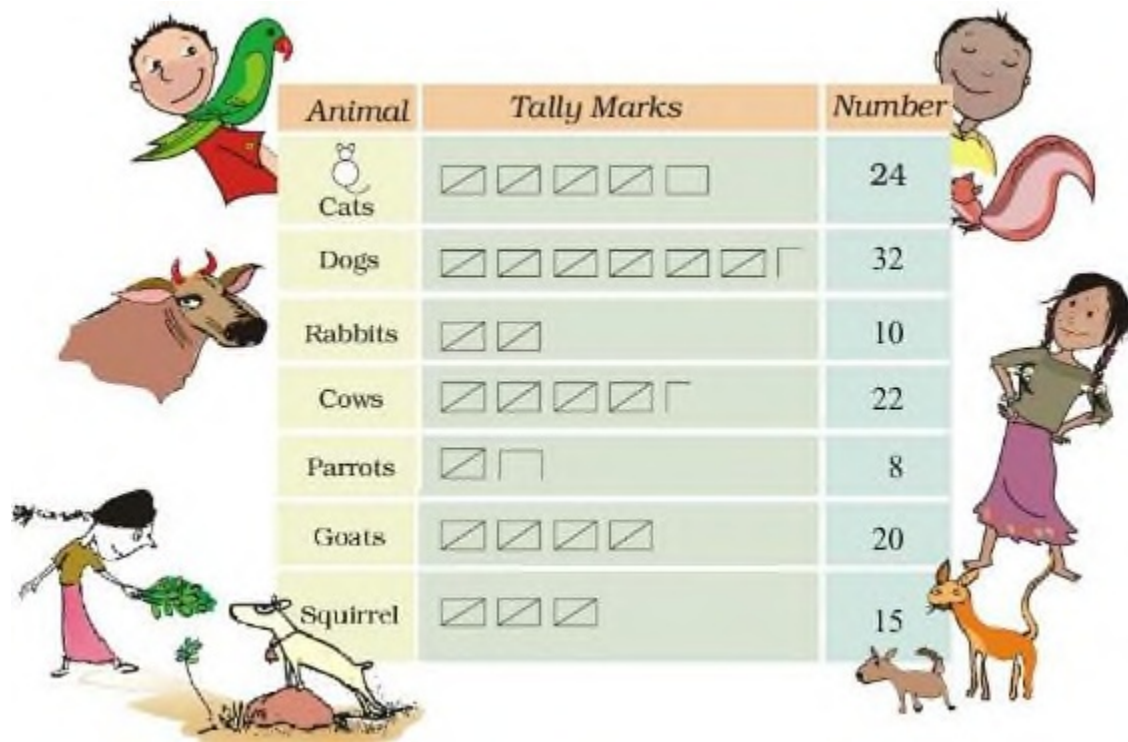 Animal Tally Marks Number
Cats 24
Dogs 32
Rabbits 10
Cows 22
Parrots 8
Goats 20
Squirrel 15